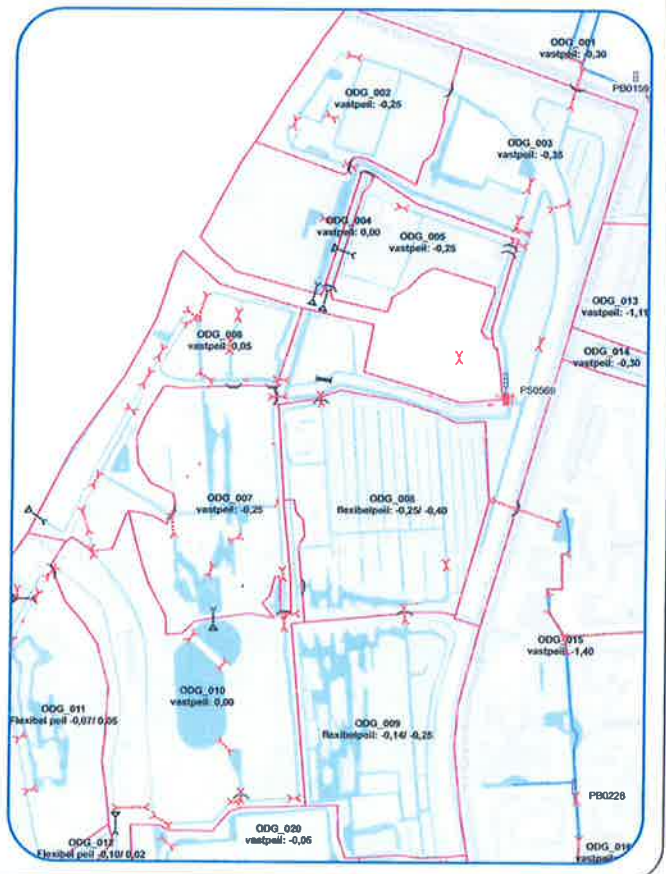 ODG_001
vastpeil: -0,30
PB0159
ODG_002
vastpeil: -0,25
ODG_003
vastpeil: -0,35
ODG_004
vastpeil: 0,00
ODG_005
vastpeil: -0,25
ODG_013
vastpeil: -1,11
ODG_006
vastpeil: 0,05
ODG_014
vastpeil: -0,30
PS0569
ODG_007
vastpeil: -0,25
ODG_008
flexibelpeil: -0,25/ -0,40
ODG_015
vastpeil: -1,40
ODG_010
vastpeil: 0,00
ODG_011
Flexibel peil -0,07/ 0,05
ODG_009
flexibelpeil: -0,14/ -0,25
PB0228
ODG_020
vastpeil: -0,05
ODG_012
Flexibel peil -0,10/ 0,02
vastpeil: